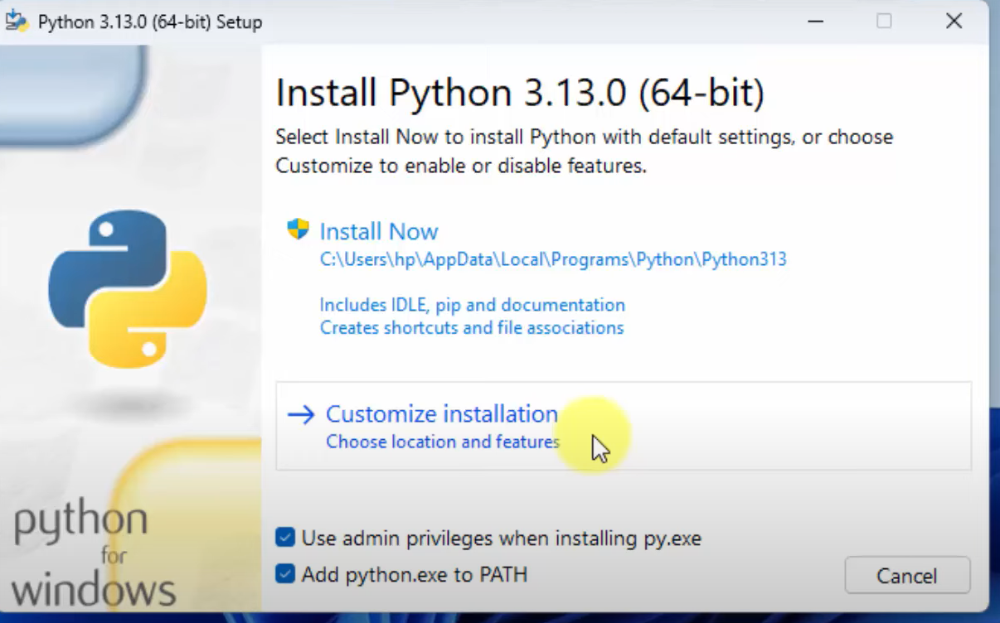 Python 3.13.0 (64-bit) Setup
Install Python 3.13.0 (64-bit)
Select Install Now to install Python with default settings, or choose
Customize to enable or disable features.
Install Now
C:\Users\hp\AppData\Local\Programs\Python\Python313
Includes IDLE, pip and documentation
Creates shortcuts and file associations
Customize installation
Choose location and features
python
for
windows
Use admin privileges when installing py.exe
Add python.exe to PATH
Cancel